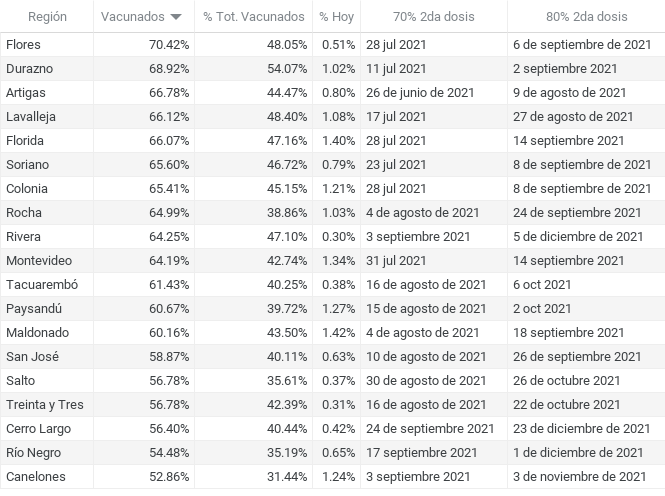 Región Vacunados % Tot. Vacunados % Hoy 70% 2da dosis 80% 2da dosis
Flores 70.42% 48.05% 0.51% 28 jul 2021 6 de septiembre de 2021
Durazno 68.92% 54.07% 1.02% 11 jul 2021 2 septiembre 2021
Artigas 66.78% 44.47% 0.80% 26 de junio de 2021 9 de agosto de 2021
Lavalleja 66.12% 48.40% 1.08% 17 jul 2021 27 de agosto de 2021
Florida 66.07% 47.16% 1.40% 28 jul 2021 14 septiembre 2021
Soriano 65.60% 46.72% 0.79% 23 jul 2021 8 de septiembre de 2021
Colonia 65.41% 45.15% 1.21% 28 jul 2021 8 de septiembre de 2021
Rocha 64.99% 38.86% 1.03% 4 de agosto de 2021 24 de septiembre 2021
Rivera 64.25% 47.10% 0.30% 3 septiembre 2021 5 de diciembre de 2021
Montevideo 64.19% 42.74% 1.34% 31 jul 2021 14 septiembre 2021
Tacuarembó 61.43% 40.25% 0.38% 16 de agosto de 2021 6 oct 2021
Paysandú 60.67% 39.72% 1.27% 15 de agosto de 2021 2 oct 2021
Maldonado 60.16% 43.50% 1.42% 4 de agosto de 2021 18 septiembre 2021
San José 58.87% 40.11% 0.63% 10 de agosto de 2021 26 de septiembre 2021
Salto 56.78% 35.61% 0.37% 30 de agosto de 2021 26 de octubre 2021
Treinta y Tres 56.78% 42.39% 0.31% 16 de agosto de 2021 22 de octubre 2021
Cerro Largo 56.40% 40.44% 0.42% 24 de septiembre 2021 23 de diciembre de 2021
Río Negro 54.48% 35.19% 0.65% 17 septiembre 2021 1 de diciembre de 2021
Canelones 52.86% 31.44% 1.24% 3 septiembre 2021 3 de noviembre de 2021